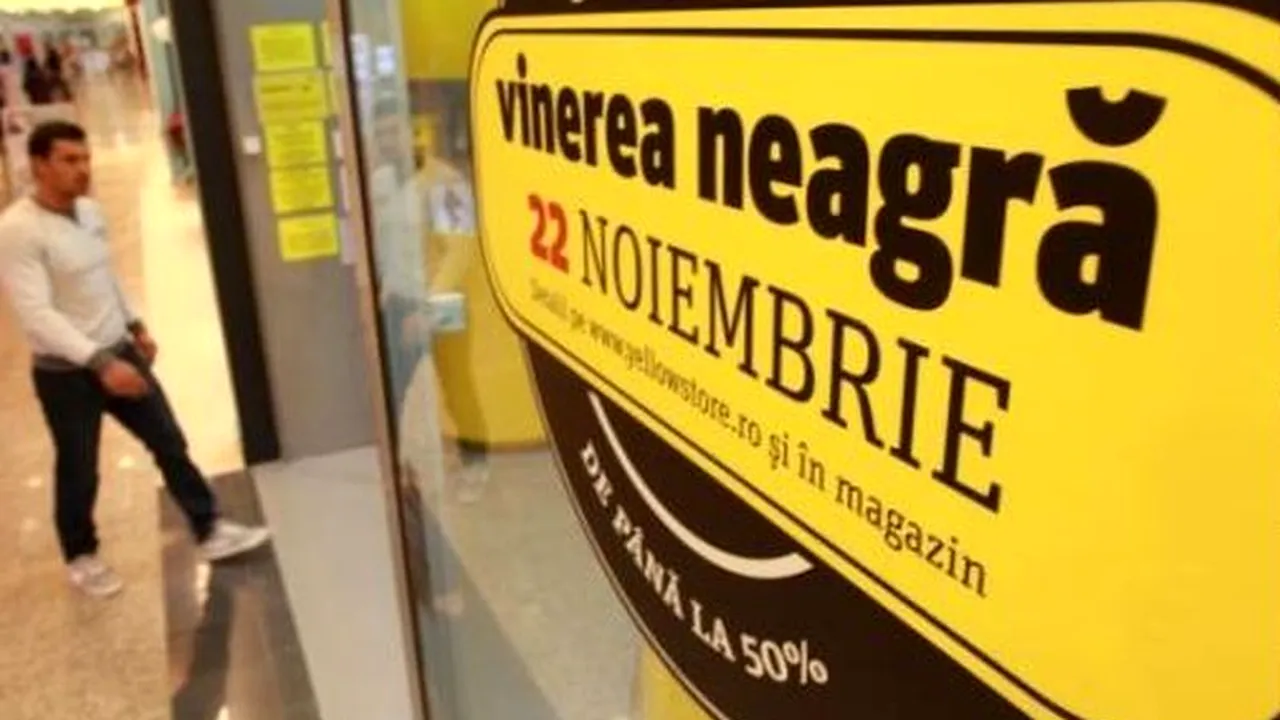 vinerea neagră
22 NOIEMBRIE
Detalii pe www.yellowstore.ro și în magazin
DE PÂNĂ LA 50%